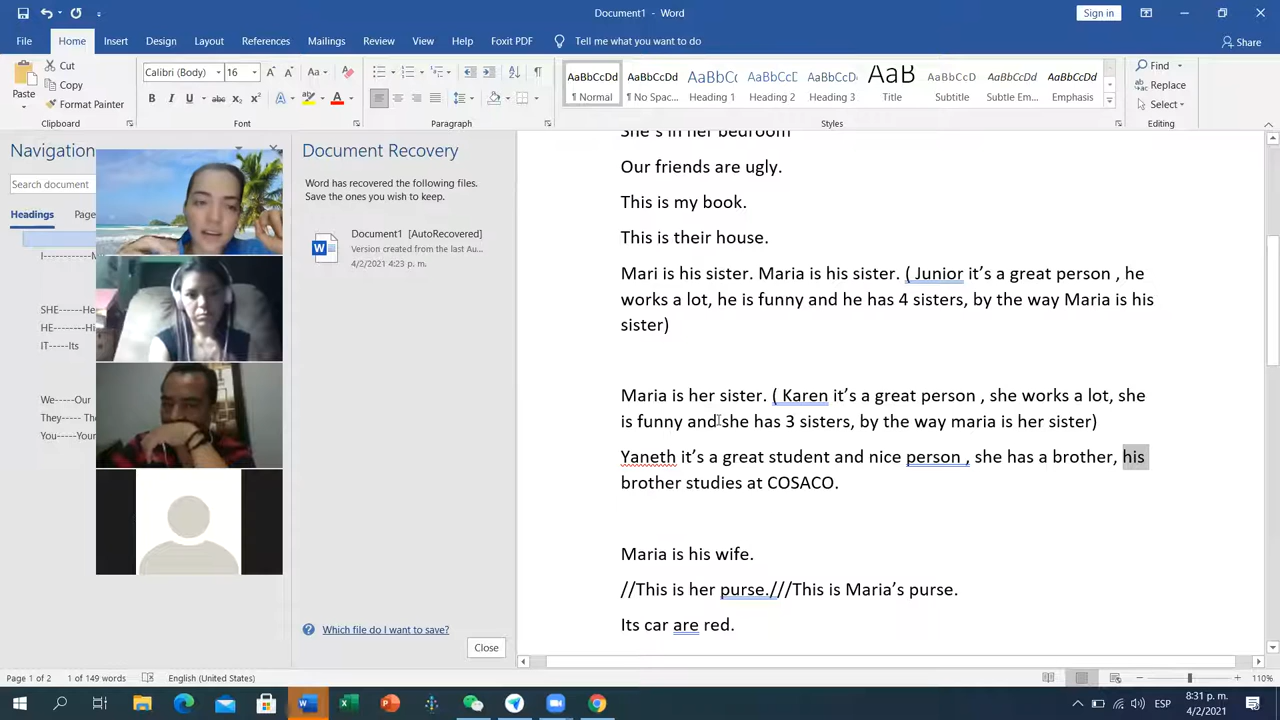 Document1 - Word
Sign in
File Home Insert Design Layout References Mailings Review View Help Foxit PDF Tell me what you want to do Share
Paste
Cut
Copy
Format Painter
Clipboard
Calibri (Body) 16
Font
Paragraph
AaBbCcDd AaBbCcDd AaBbCc AaBbCcD AaBbCcD AaB AaBbCcD AaBbCcDd AaBbCcDd
¶ Normal ¶ No Spac... Heading 1 Heading 2 Heading 3 Title Subtitle Subtle Em... Emphasis
Styles
Find
Replace
Select
Editing
Navigation
Search document
Headings
SHE------
HE-----Hi
IT-----Its
We----Our
They----
You----Your
Document Recovery
Word has recovered the following files.
Save the ones you wish to keep.
Document1 [AutoRecovered]
Version created from the last Au...
4/2/2021 4:23 p. m.
Which file do I want to save?
Close
She's in her bedroom
Our friends are ugly.
This is my book.
This is their house.
Mari is his sister. Maria is his sister. ( Junior it's a great person , he
works a lot, he is funny and he has 4 sisters, by the way Maria is his
sister)
Maria is her sister. ( Karen it's a great person , she works a lot, she
is funny and she has 3 sisters, by the way maria is her sister)
Yaneth it's a great student and nice person , she has a brother, his
brother studies at COSACO.
Maria is his wife.
//This is her purse.///This is Maria's purse.
Its car are red.
Page 1 of 2 1 of 149 words English (United States) 110%
ESP
8:31 p. m.
4/2/2021